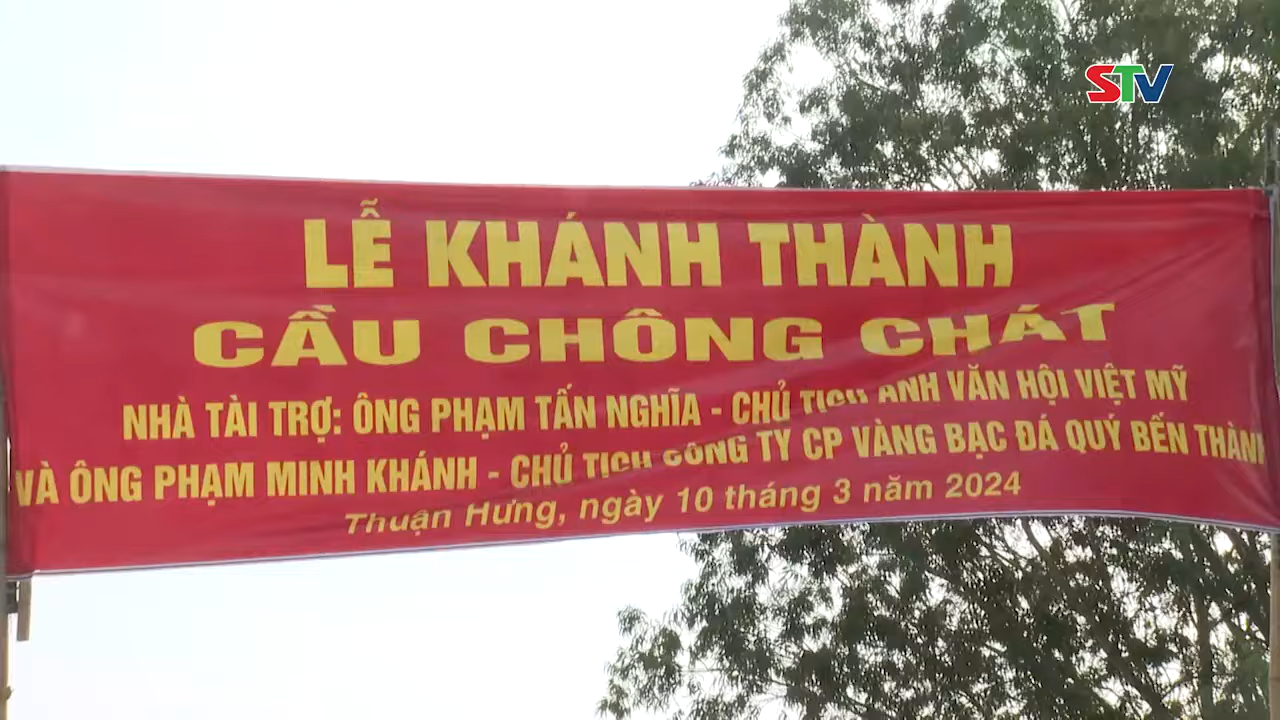 STV
LỄ KHÁNH THÀNH
CẦU CHÔNG CHÁT
NHÀ TÀI TRỢ: ÔNG PHẠM TẤN NGHĨA - CHỦ TỊCH ANH VĂN HỘI VIỆT MỸ
VÀ ÔNG PHẠM MINH KHÁNH - CHỦ TỊCH CÔNG TY CP VÀNG BẠC ĐÁ QUÝ BẾN THÀNH
Thuận Hưng, ngày 10 tháng 3 năm 2024